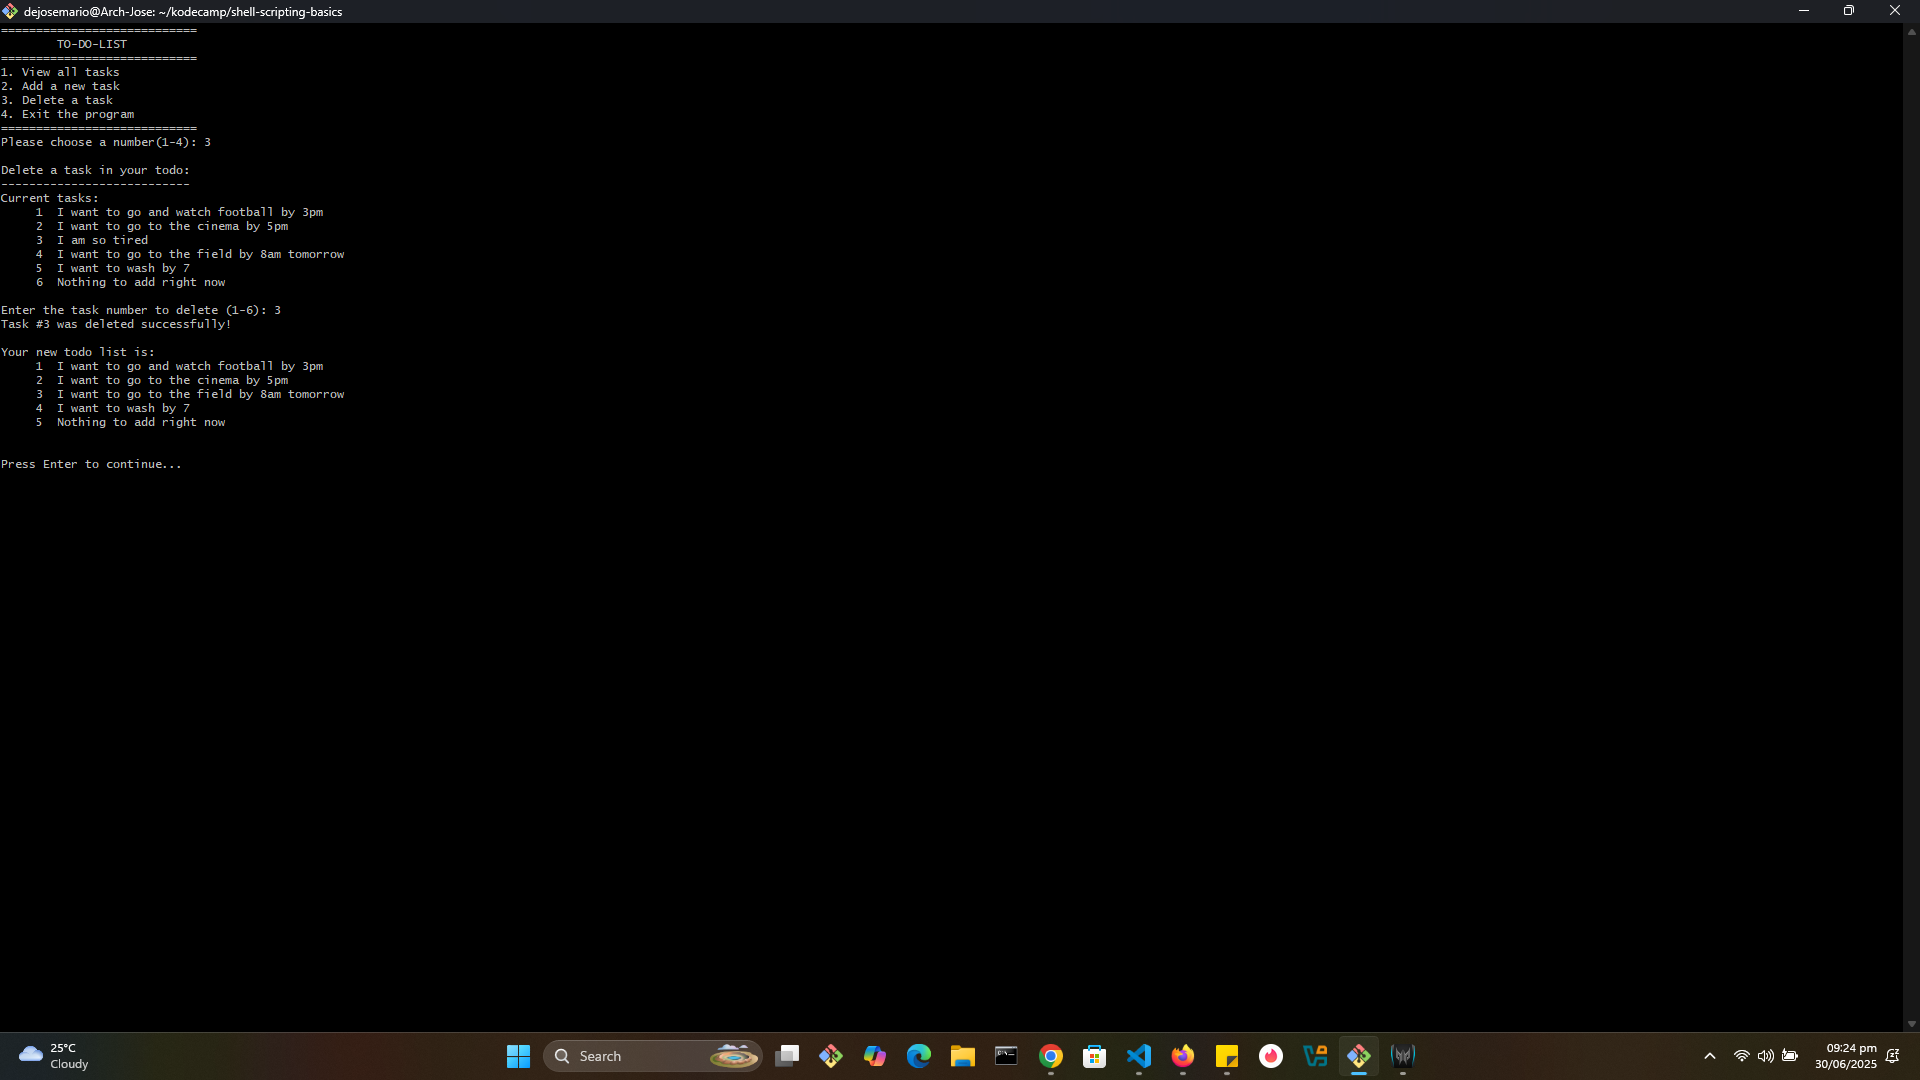 dejosemario@Arch-Jose: ~/kodecamp/shell-scripting-basics
============================
        TO-DO-LIST
============================
1. View all tasks
2. Add a new task
3. Delete a task
4. Exit the program
============================
Please choose a number(1-4): 3
Delete a task in your todo:
---------------------------
Current tasks:
     1  I want to go and watch football by 3pm
     2  I want to go to the cinema by 5pm
     3  I am so tired
     4  I want to go to the field by 8am tomorrow
     5  I want to wash by 7
     6  Nothing to add right now
Enter the task number to delete (1-6): 3
Task #3 was deleted successfully!
Your new todo list is:
     1  I want to go and watch football by 3pm
     2  I want to go to the cinema by 5pm
     3  I want to go to the field by 8am tomorrow
     4  I want to wash by 7
     5  Nothing to add right now
Press Enter to continue...
25°C
Cloudy
Search
09:24 pm
30/06/2025